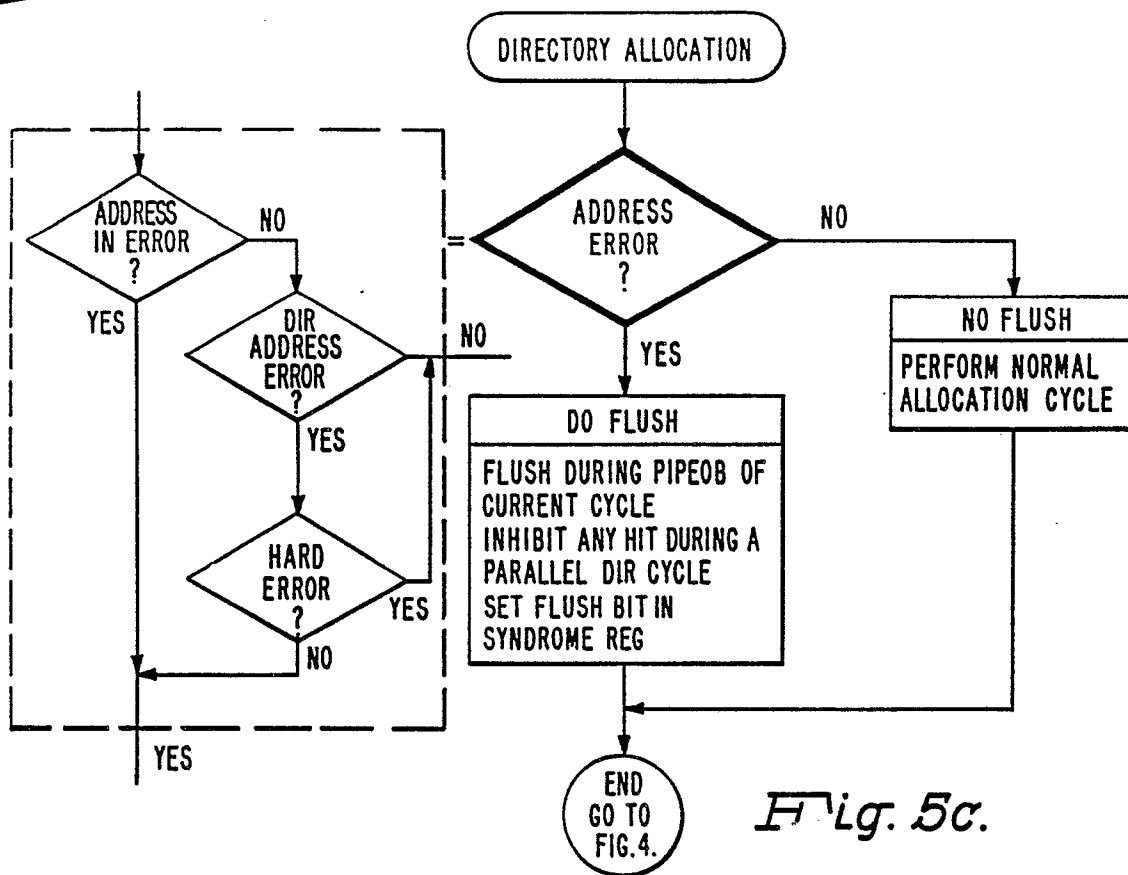 DIRECTORY ALLOCATION
ADDRESS
IN ERROR
?
NO
YES
DIR
ADDRESS
ERROR
?
NO
YES
HARD
ERROR
?
YES
NO
YES
=
ADDRESS
ERROR
?
NO
YES
DO FLUSH
FLUSH DURING PIPEOB OF
CURRENT CYCLE
INHIBIT ANY HIT DURING A
PARALLEL DIR CYCLE
SET FLUSH BIT IN
SYNDROME REG
NO FLUSH
PERFORM NORMAL
ALLOCATION CYCLE
END
GO TO
FIG.4.
Fig. 5c.